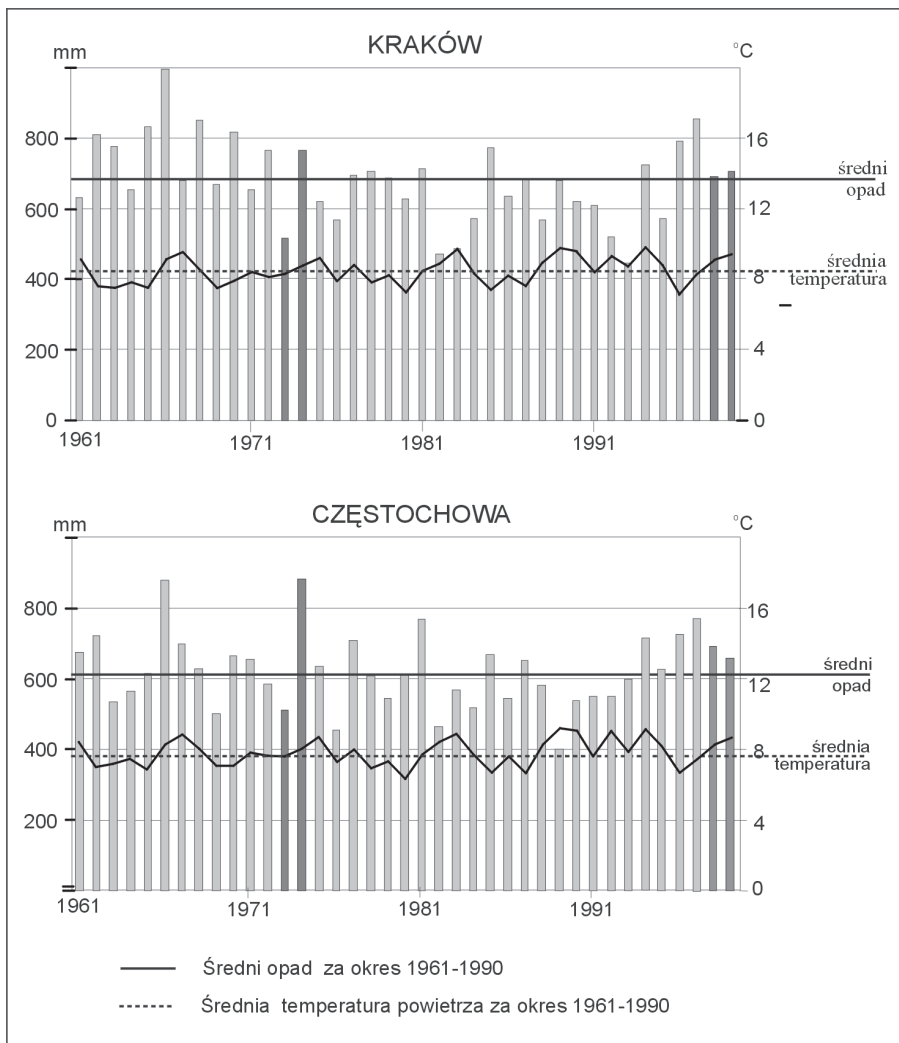 KRAKÓW
mm
°C
800
600
400
200
0
16
12
8
4
0
średni
opad
średnia
temperatura
1961
1971
1981
1991
CZĘSTOCHOWA
mm
°C
800
600
400
200
16
12
8
4
0
średni
opad
średnia
temperatura
1961
1971
1981
1991
Średni opad za okres 1961-1990
Średnia temperatura powietrza za okres 1961-1990